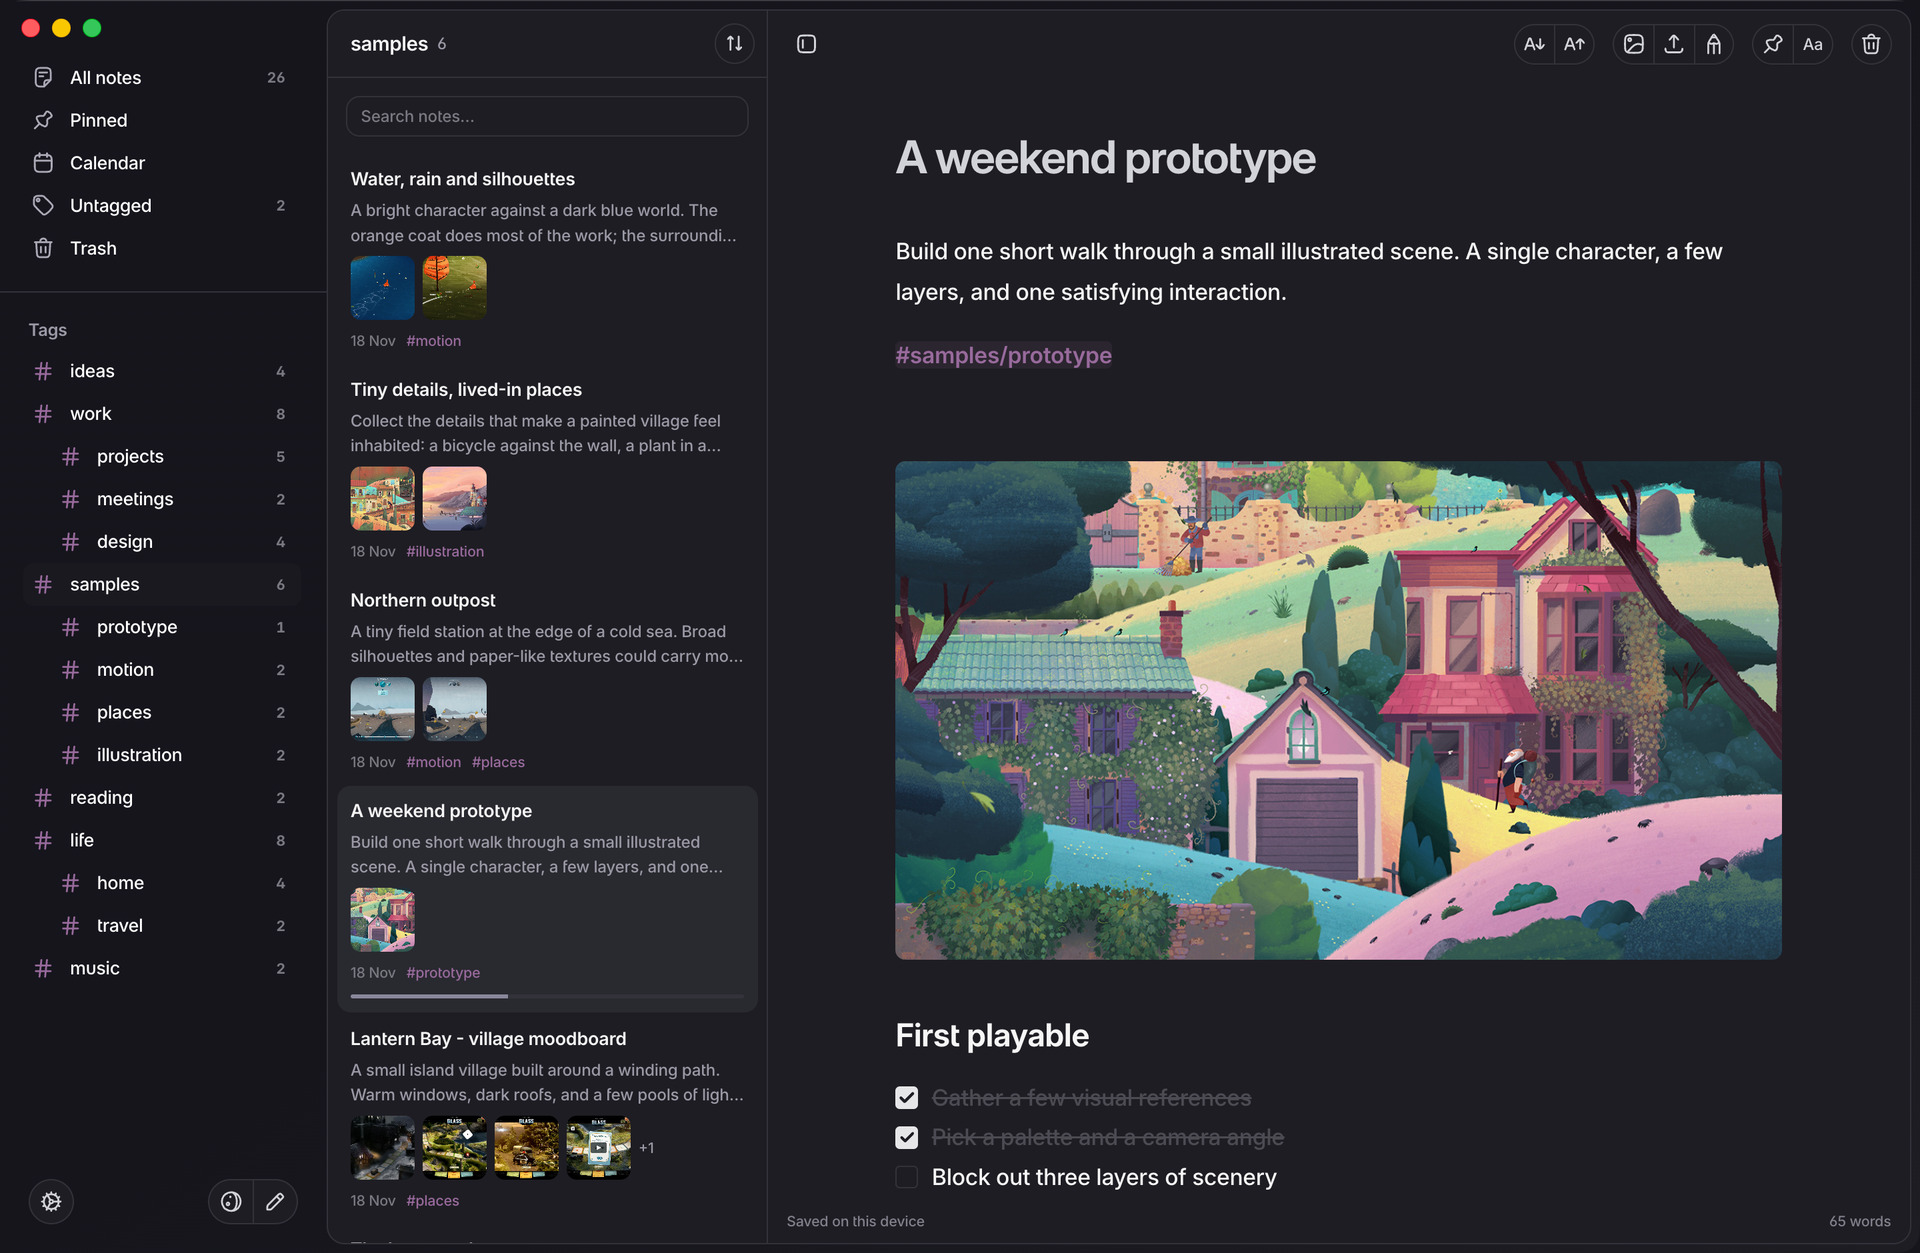 All notes 26
Pinned
Calendar
Untagged 2
Trash
Tags
# ideas 4
# work 8
# projects 5
# meetings 2
# design 4
# samples 6
# prototype 1
# motion 2
# places 2
# illustration 2
# reading 2
# life 8
# home 4
# travel 2
# music 2
samples 6
Search notes...
Water, rain and silhouettes
A bright character against a dark blue world. The
orange coat does most of the work; the surroundi...
18 Nov #motion
Tiny details, lived-in places
Collect the details that make a painted village feel
inhabited: a bicycle against the wall, a plant in a...
18 Nov #illustration
Northern outpost
A tiny field station at the edge of a cold sea. Broad
silhouettes and paper-like textures could carry mo...
18 Nov #motion #places
A weekend prototype
Build one short walk through a small illustrated
scene. A single character, a few layers, and one...
18 Nov #prototype
Lantern Bay - village moodboard
A small island village built around a winding path.
Warm windows, dark roofs, and a few pools of ligh...
+1
18 Nov #places
A↓ A↑ Aa
A weekend prototype
Build one short walk through a small illustrated scene. A single character, a few
layers, and one satisfying interaction.
#samples/prototype
First playable
Gather a few visual references
Pick a palette and a camera angle
Block out three layers of scenery
Saved on this device
65 words